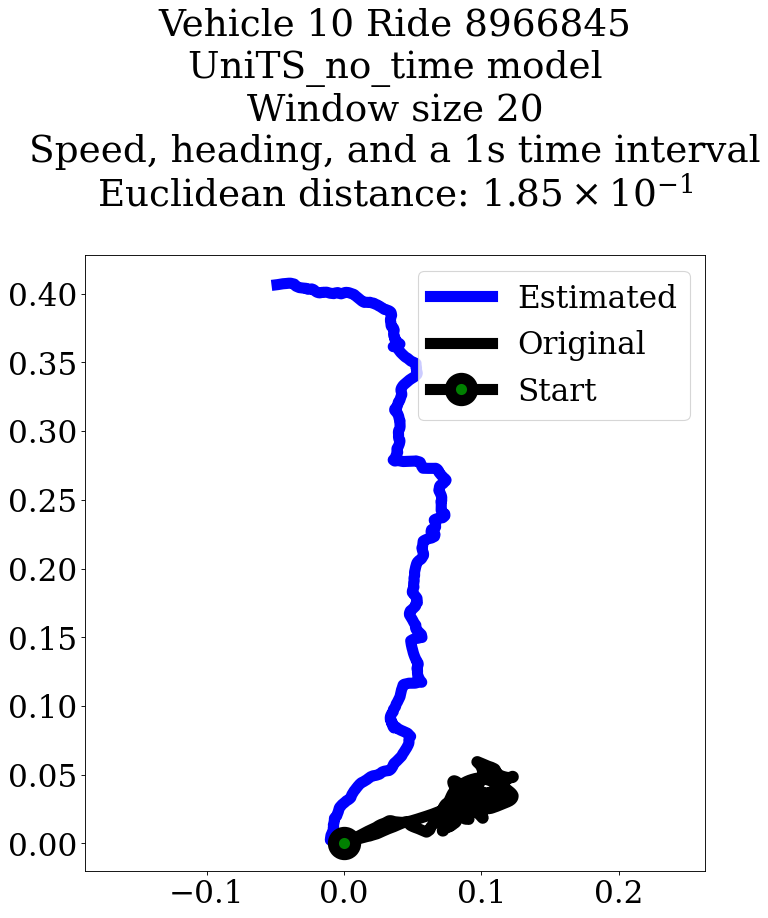 Vehicle 10 Ride 8966845
UniTS_no_time model
Window size 20
Speed, heading, and a 1s time interval
Euclidean distance: 1.85 × 10⁻¹
Estimated
Original
Start
0.40
0.35
0.30
0.25
0.20
0.15
0.10
0.05
0.00
−0.1 0.0 0.1 0.2